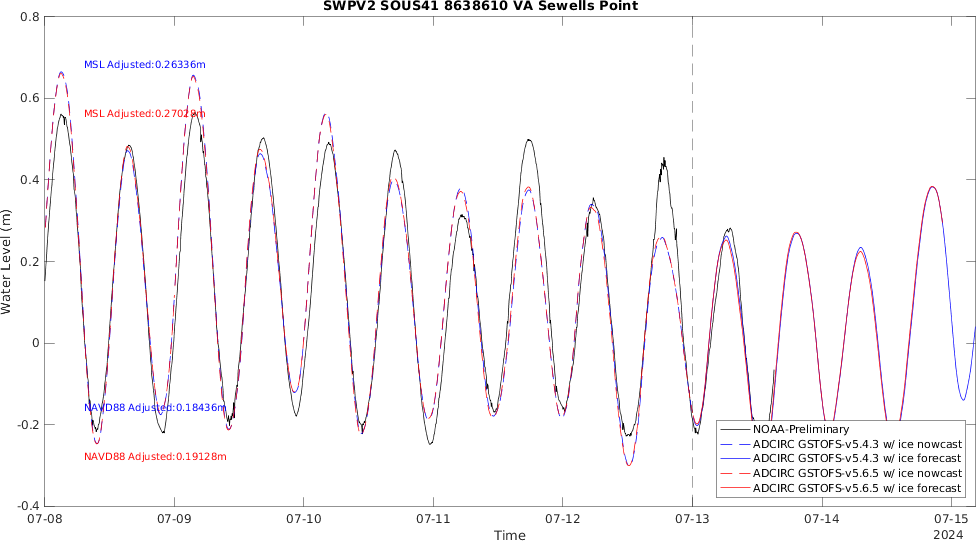 SWPV2 SOUS41 8638610 VA Sewells Point
0.8
0.6
0.4
0.2
0
-0.2
-0.4
Water Level (m)
MSL Adjusted:0.26336m
MSL Adjusted:0.27028m
NAVD88 Adjusted:0.18436m
NAVD88 Adjusted:0.19128m
NOAA-Preliminary
ADCIRC GSTOFS-v5.4.3 w/ ice nowcast
ADCIRC GSTOFS-v5.4.3 w/ ice forecast
ADCIRC GSTOFS-v5.6.5 w/ ice nowcast
ADCIRC GSTOFS-v5.6.5 w/ ice forecast
07-08 07-09 07-10 07-11 07-12 07-13 07-14 07-15
Time
2024